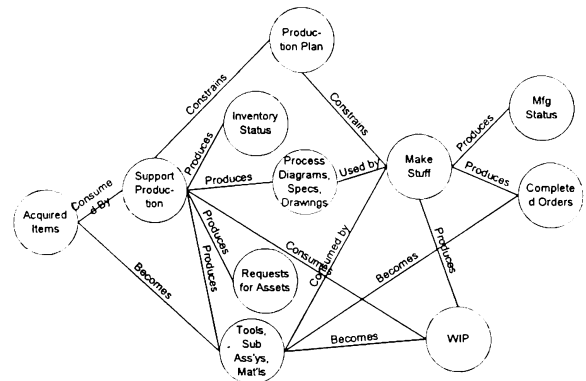 Produc-
tion Plan
Constrains
Inventory
Status
Mfg
Status
Constrains
Produces
Produces
Process
Diagrams,
Specs,
Drawings
Used by
Make
Stuff
Produces
Complete
d Orders
Support
Produc-
tion
Produces
Consume
d By
Acquired
Items
Produces
Produces
Requests
for Assets
Consumes
Consumed by
Becomes
Produces
Becomes
Tools,
Sub
Ass'ys,
Mat'ls
Becomes
WIP